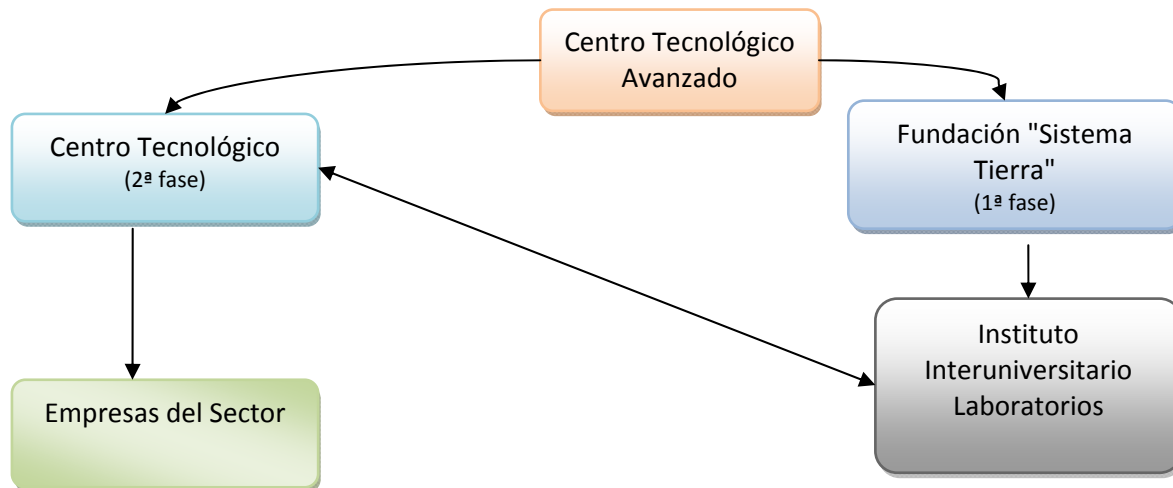 Centro Tecnológico
Avanzado
Centro Tecnológico
(2ª fase)
Fundación "Sistema
Tierra"
(1ª fase)
Instituto
Interuniversitario
Laboratorios
Empresas del Sector